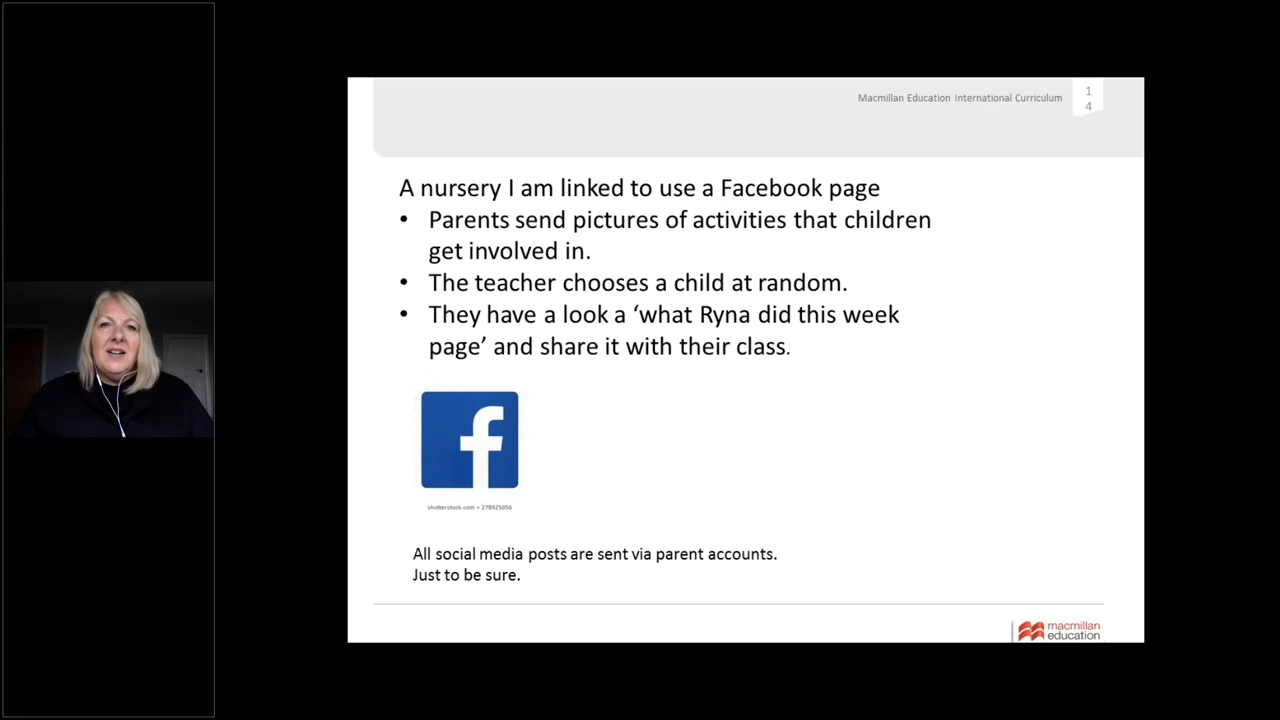 Macmillan Education International Curriculum
1
4
A nursery I am linked to use a Facebook page
• Parents send pictures of activities that children
get involved in.
• The teacher chooses a child at random.
• They have a look a ‘what Ryna did this week
page’ and share it with their class.
f
shutterstock.com • 278925056
All social media posts are sent via parent accounts.
Just to be sure.
macmillan
education